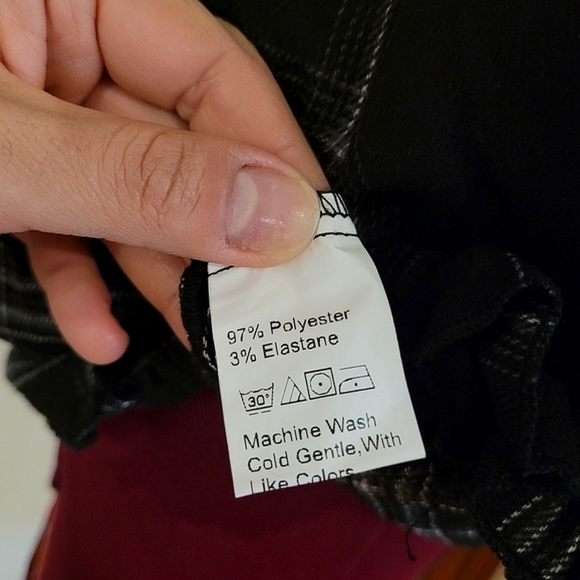 97% Polyester
3% Elastane
30°
Machine Wash
Cold Gentle,With
Like Colors